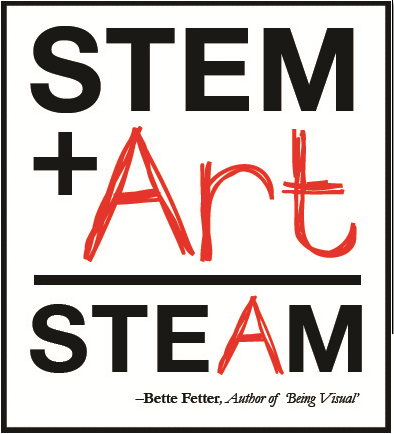 STEM
+Art
STEAM
–Bette Fetter, Author of 'Being Visual'